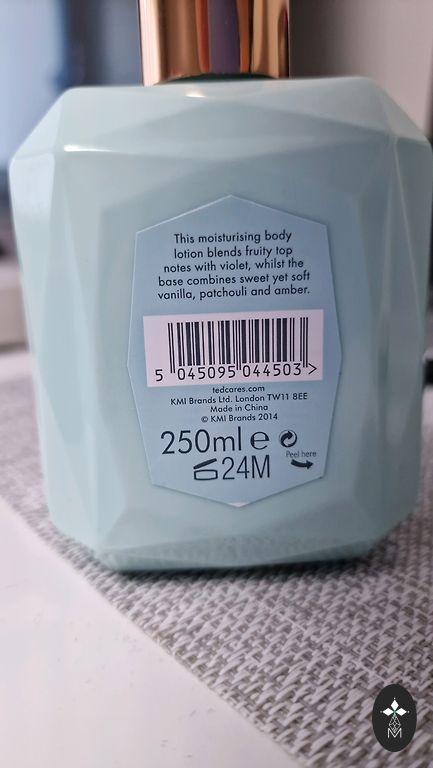 This moisturising body
lotion blends fruity top
notes with violet, whilst the
base combines sweet yet soft
vanilla, patchouli and amber.
5 045095 044503 >
tedcares.com
KMI Brands Ltd. London TW11 8EE
Made in China
© KMI Brands 2014
250ml e
Peel here
24M
M